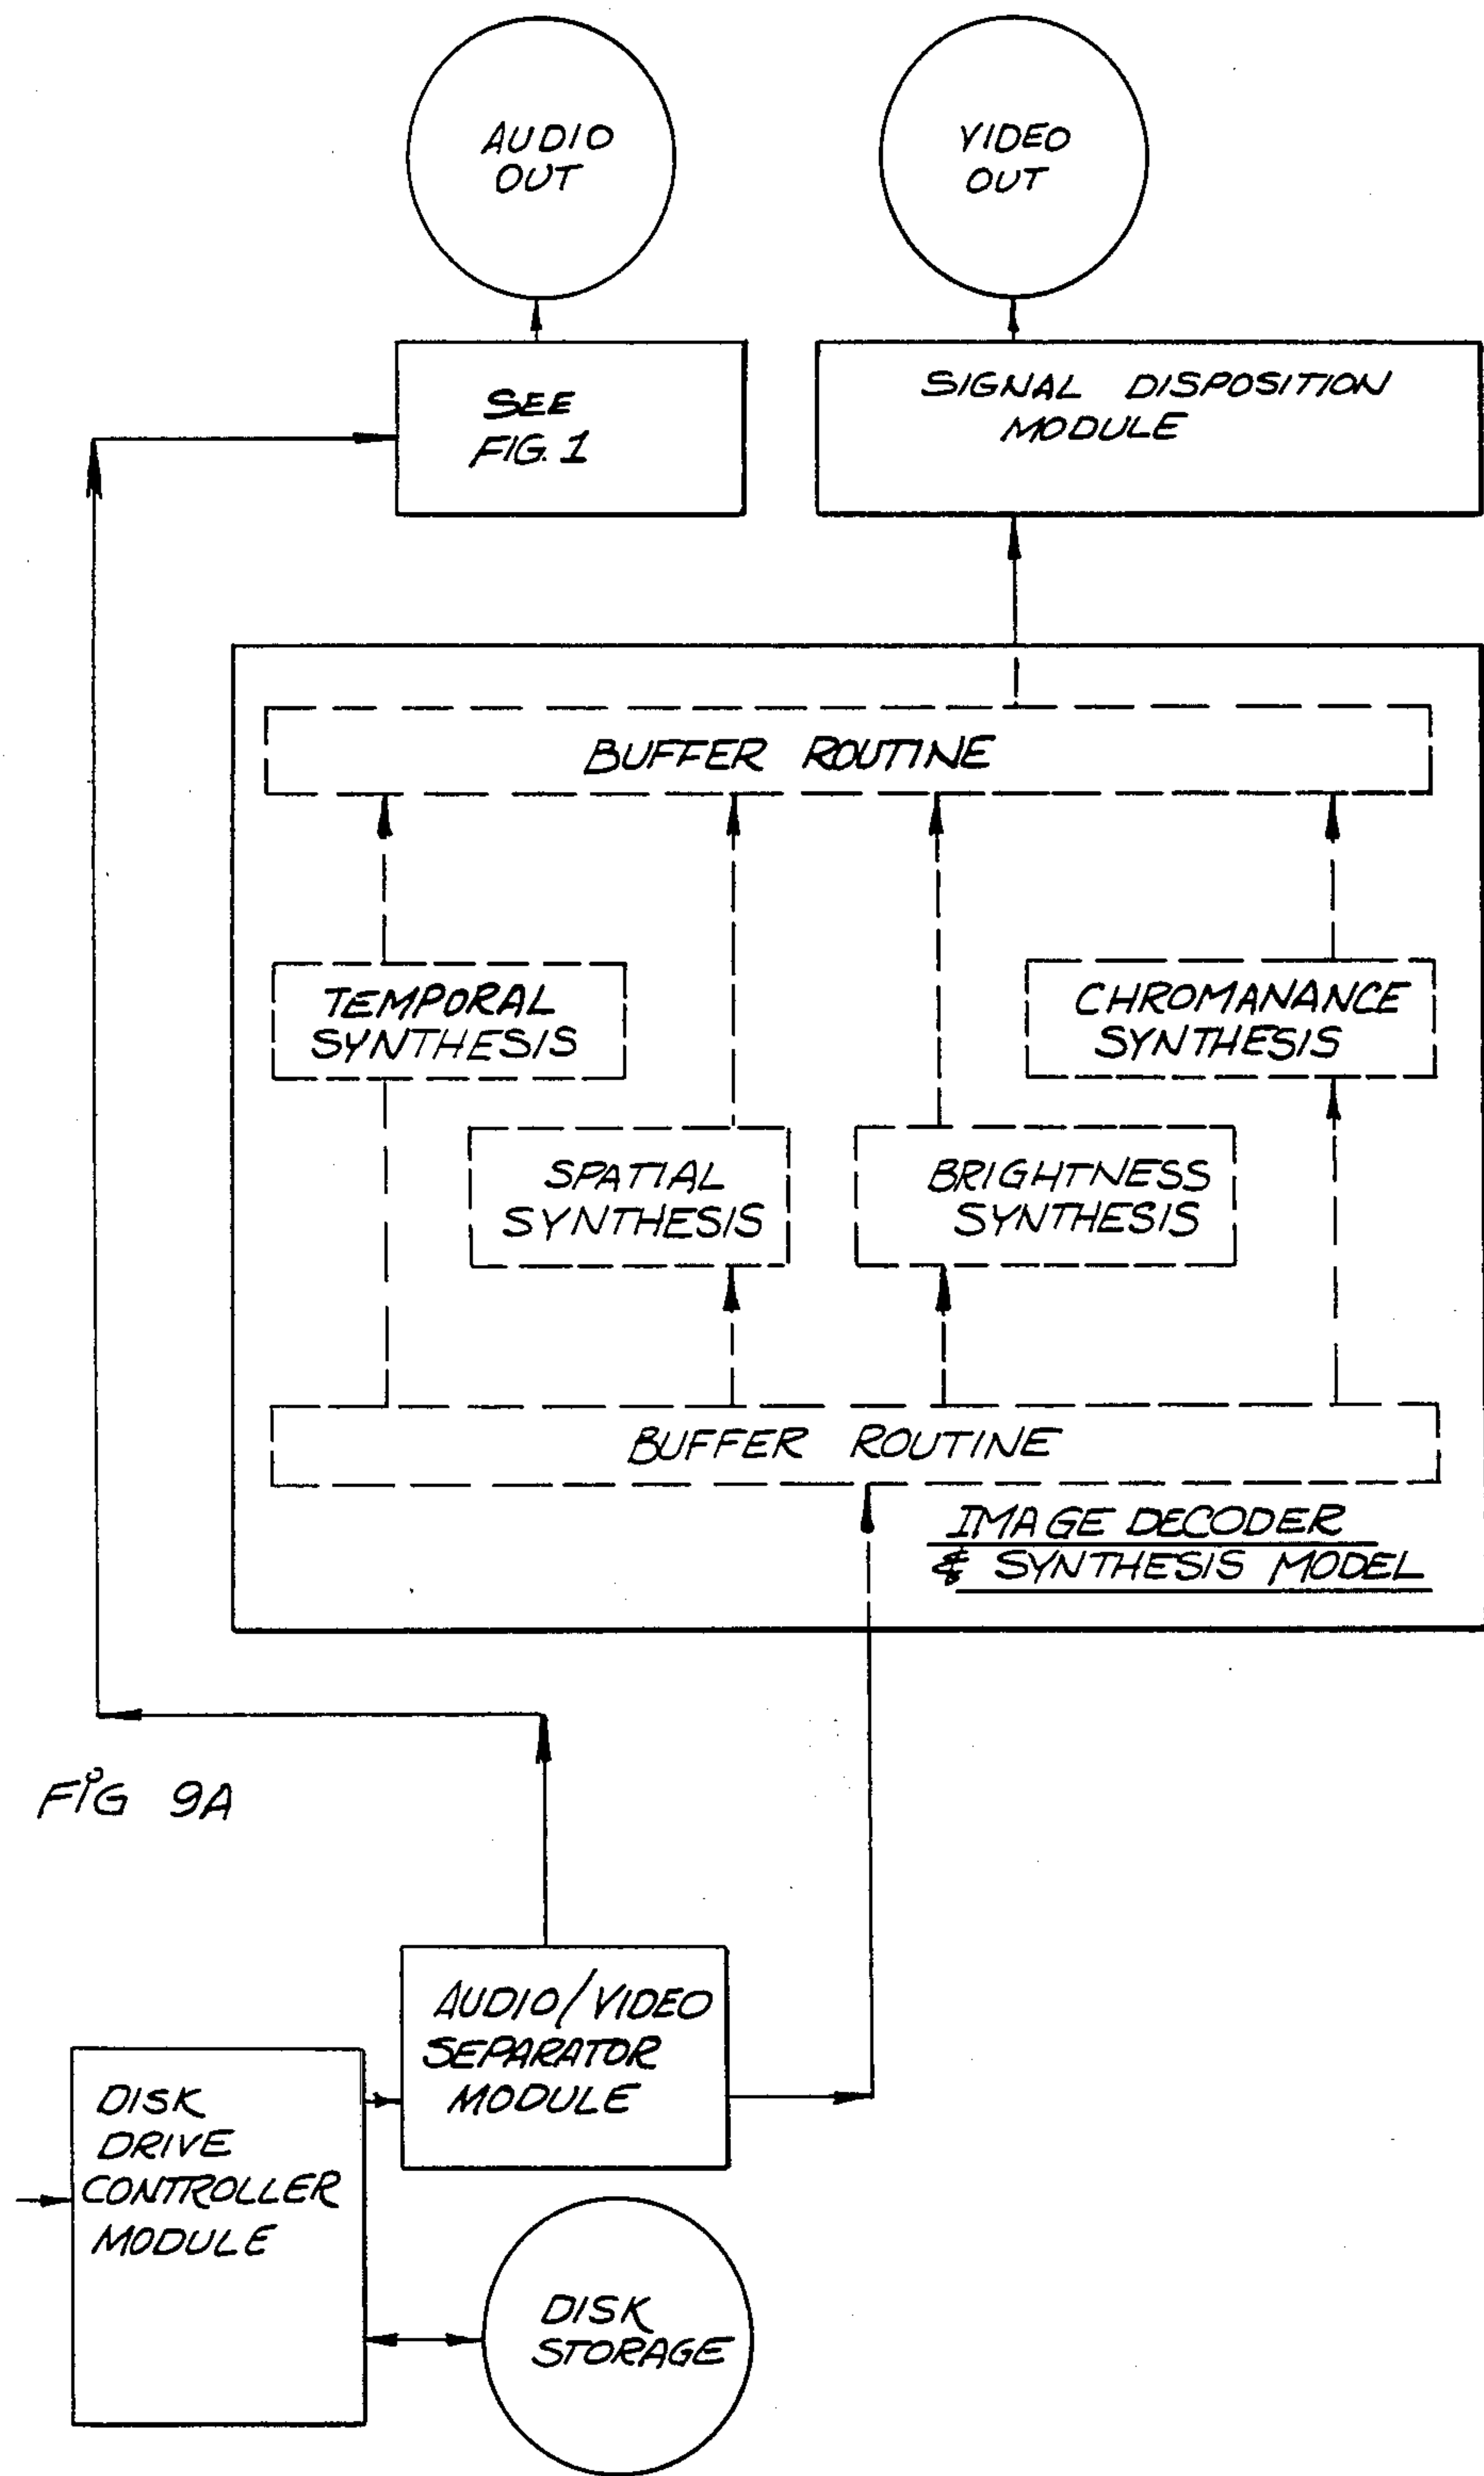 AUDIO
OUT
VIDEO
OUT
SEE
FIG. 1
SIGNAL DISPOSITION
MODULE
BUFFER ROUTINE
TEMPORAL
SYNTHESIS
CHROMANANCE
SYNTHESIS
SPATIAL
SYNTHESIS
BRIGHTNESS
SYNTHESIS
BUFFER ROUTINE
IMAGE DECODER
& SYNTHESIS MODEL
FIG 9A
AUDIO/VIDEO
SEPARATOR
MODULE
DISK
DRIVE
CONTROLLER
MODULE
DISK
STORAGE